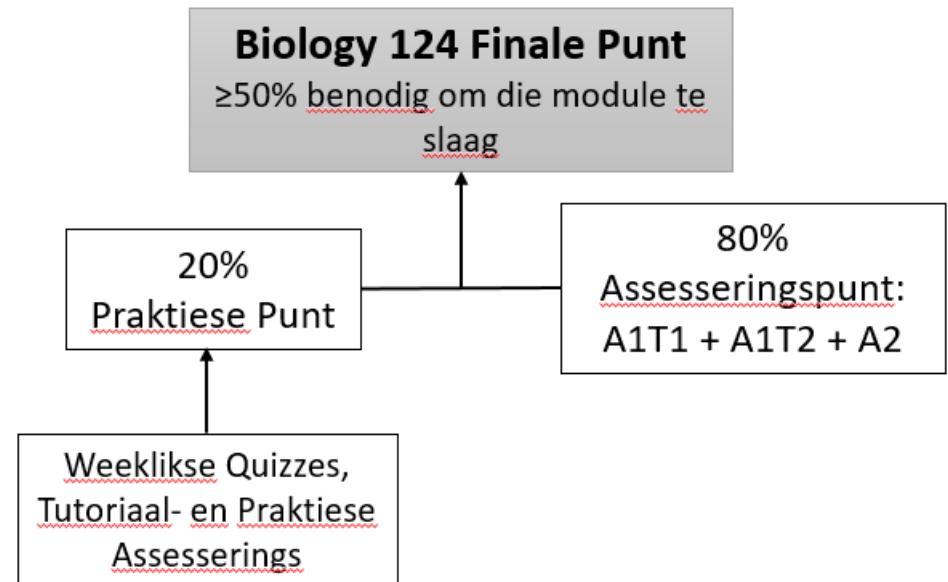 Biology 124 Finale Punt
≥50% benodig om die module te
slaag
20%
Praktiese Punt
80%
Assesseringspunt:
A1T1 + A1T2 + A2
Weeklikse Quizzes,
Tutoriaal- en Praktiese
Assesserings